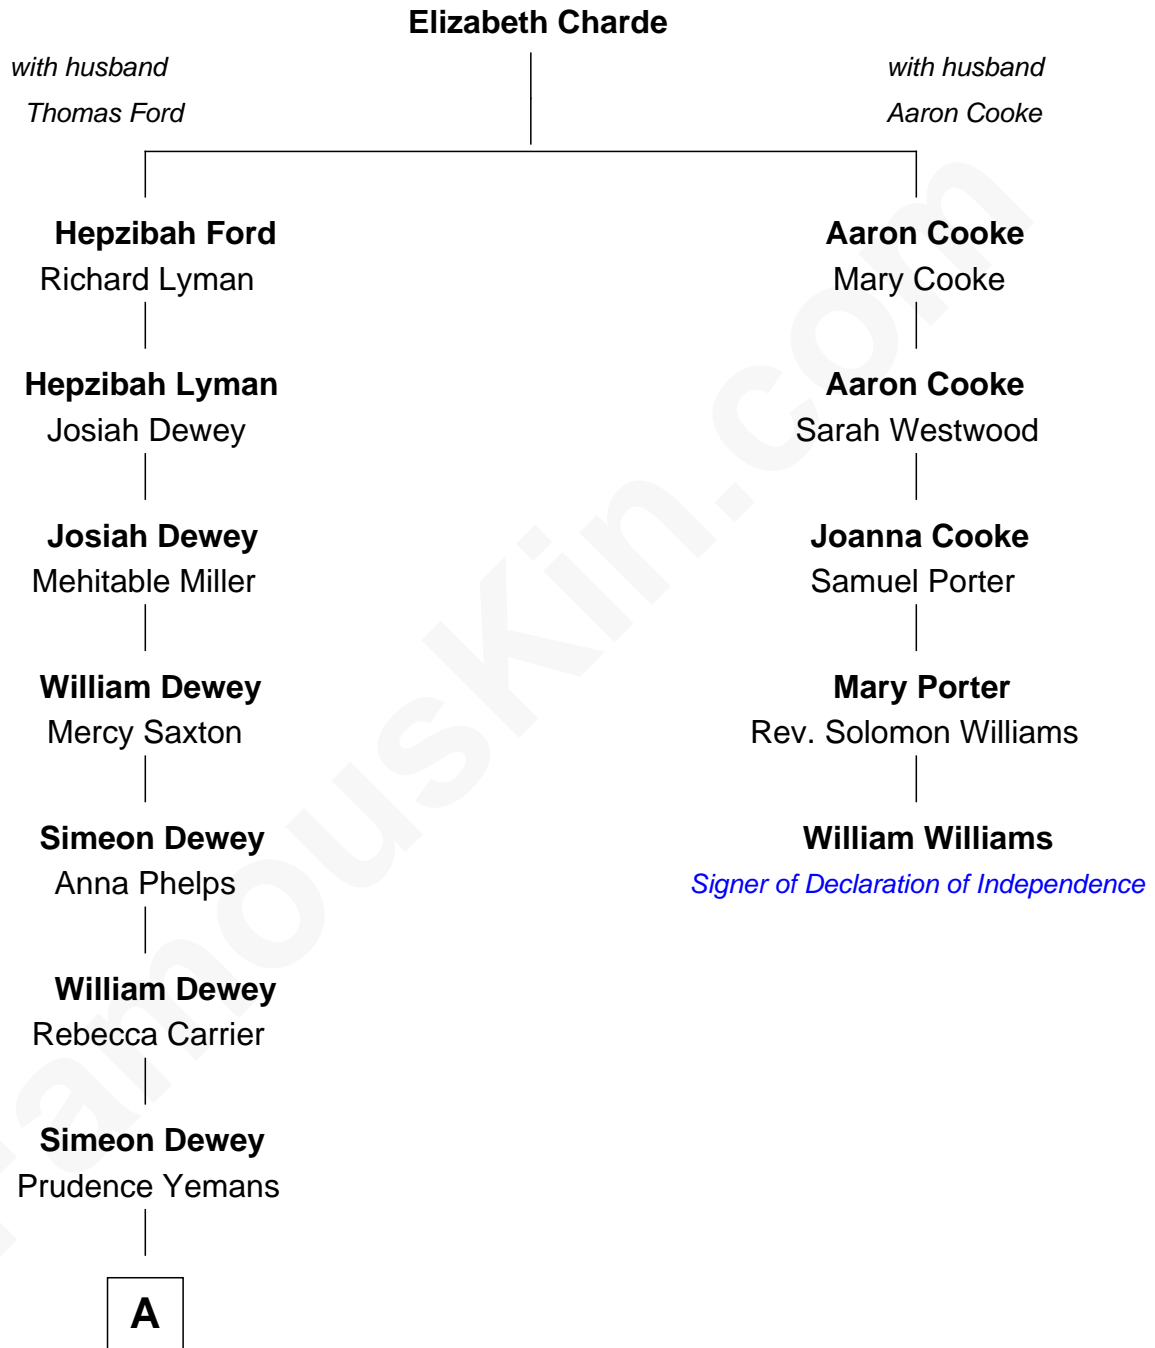 Elizabeth Charde
with husband
Thomas Ford
with husband
Aaron Cooke
Hepzibah Ford
Richard Lyman
Aaron Cooke
Mary Cooke
Hepzibah Lyman
Josiah Dewey
Aaron Cooke
Sarah Westwood
Josiah Dewey
Mehitable Miller
Joanna Cooke
Samuel Porter
William Dewey
Mercy Saxton
Mary Porter
Rev. Solomon Williams
Simeon Dewey
Anna Phelps
William Williams
Signer of Declaration of Independence
William Dewey
Rebecca Carrier
Simeon Dewey
Prudence Yemans
A
FamousKin.com